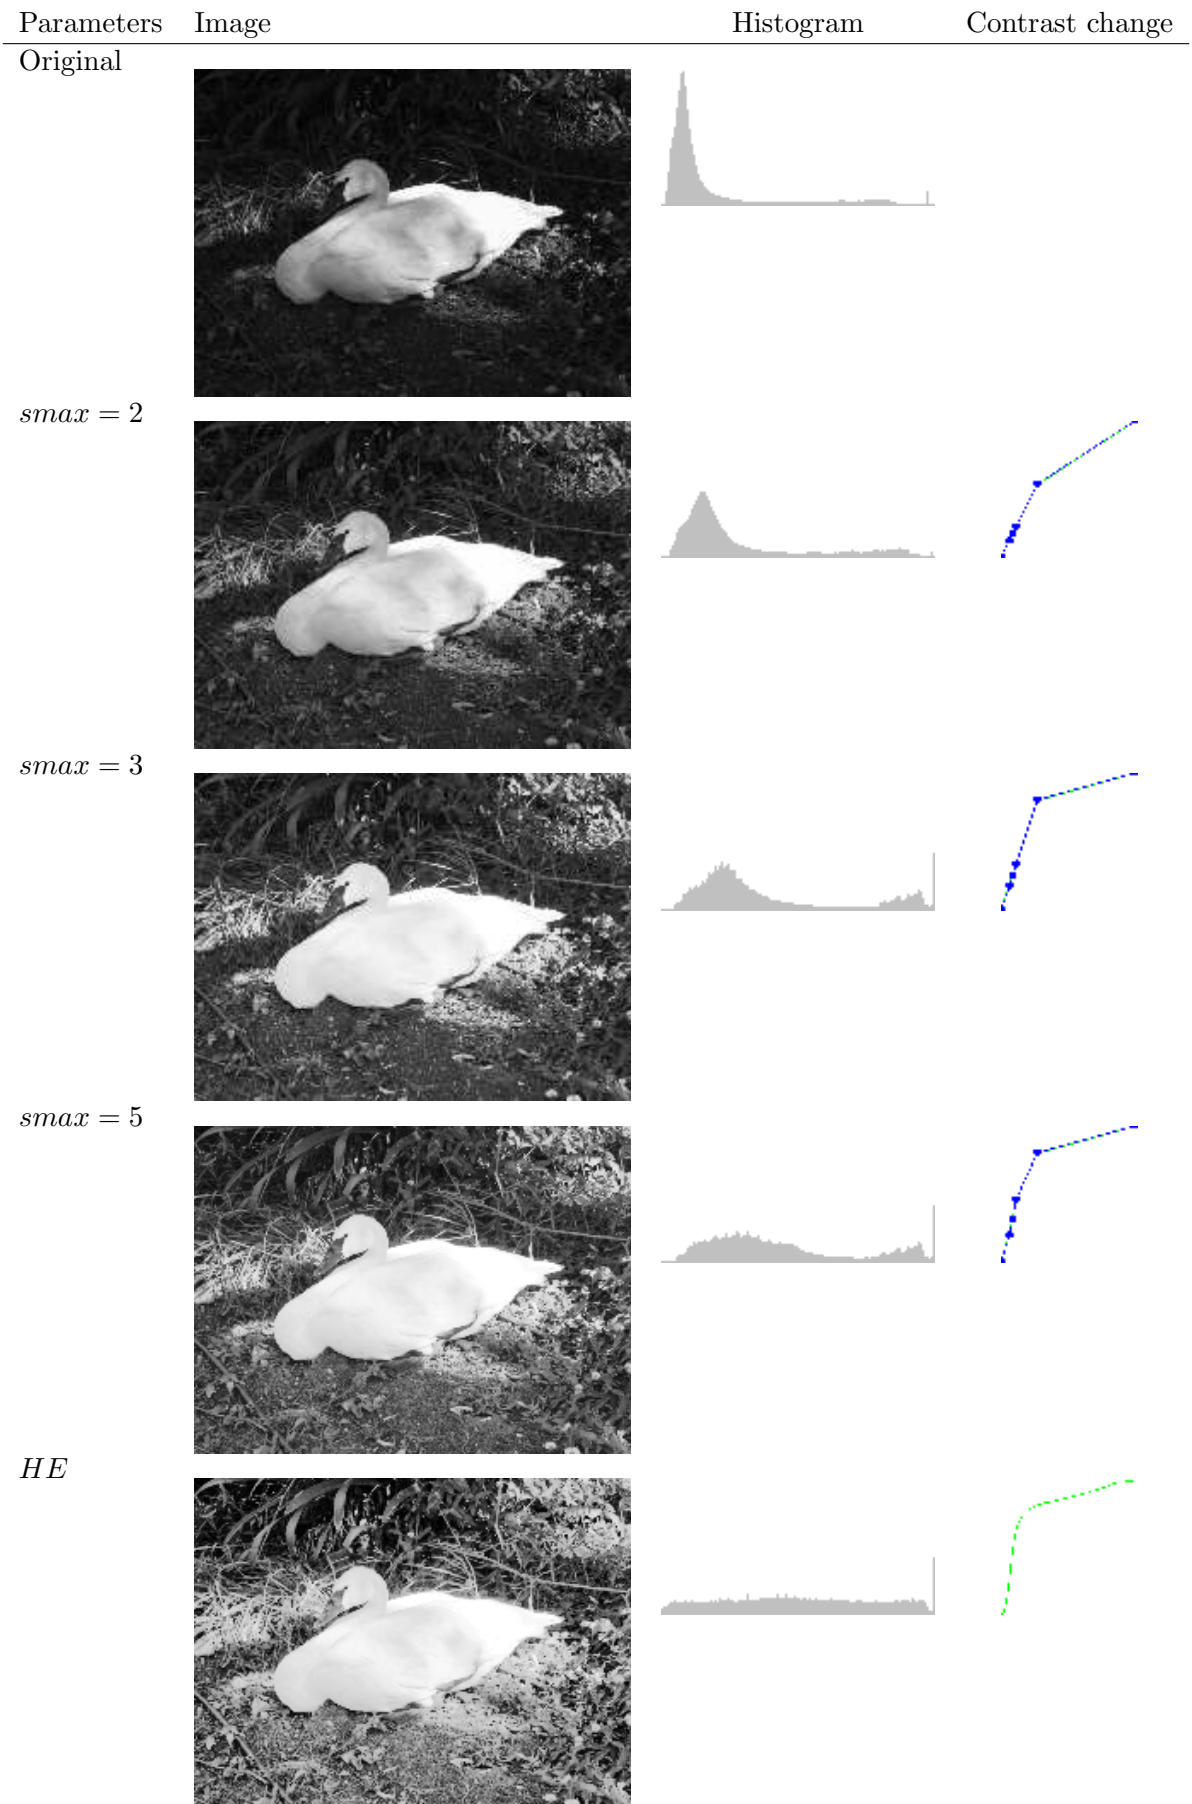 Parameters Image Histogram Contrast change
Original
smax = 2
smax = 3
smax = 5
HE